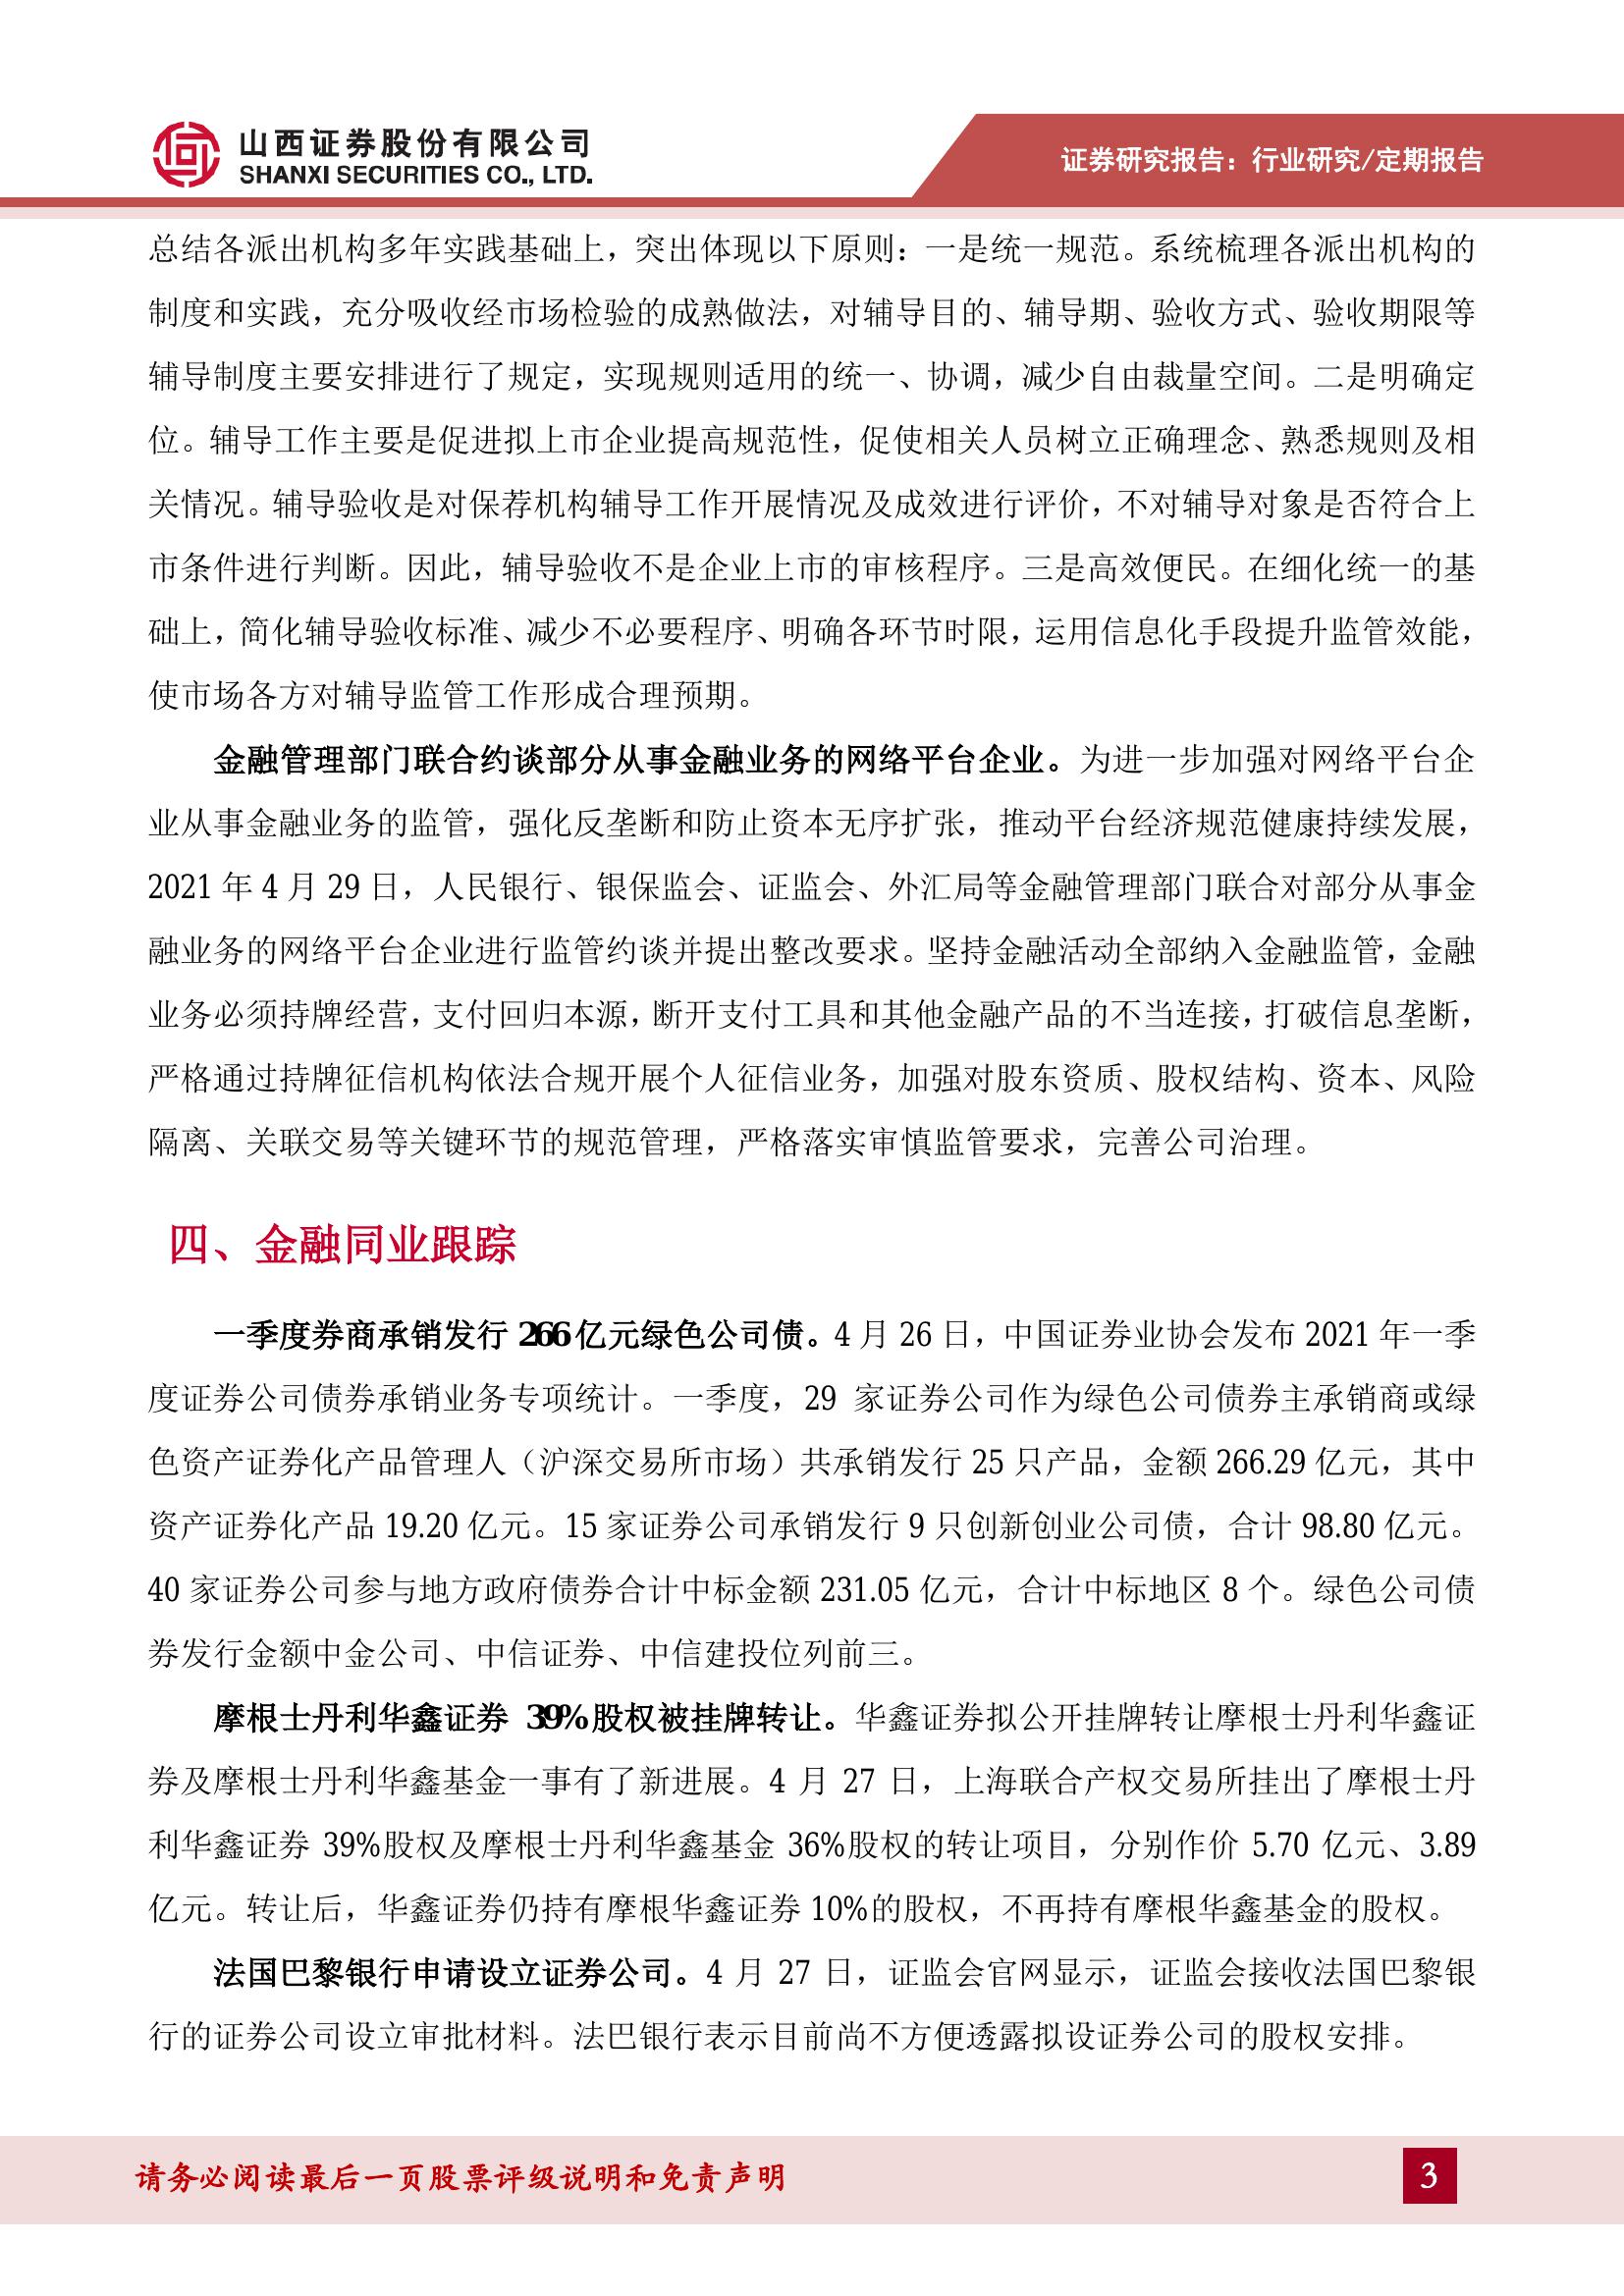 山西证券股份有限公司
SHANXI SECURITIES CO., LTD.
证券研究报告：行业研究/定期报告
总结各派出机构多年实践基础上，突出体现以下原则：一是统一规范。系统梳理各派出机构的
制度和实践，充分吸收经市场检验的成熟做法，对辅导目的、辅导期、验收方式、验收期限等
辅导制度主要安排进行了规定，实现规则适用的统一、协调，减少自由裁量空间。二是明确定
位。辅导工作主要是促进拟上市企业提高规范性，促使相关人员树立正确理念、熟悉规则及相
关情况。辅导验收是对保荐机构辅导工作开展情况及成效进行评价，不对辅导对象是否符合上
市条件进行判断。因此，辅导验收不是企业上市的审核程序。三是高效便民。在细化统一的基
础上，简化辅导验收标准、减少不必要程序、明确各环节时限，运用信息化手段提升监管效能，
使市场各方对辅导监管工作形成合理预期。
金融管理部门联合约谈部分从事金融业务的网络平台企业。为进一步加强对网络平台企
业从事金融业务的监管，强化反垄断和防止资本无序扩张，推动平台经济规范健康持续发展，
2021 年 4 月 29 日，人民银行、银保监会、证监会、外汇局等金融管理部门联合对部分从事金
融业务的网络平台企业进行监管约谈并提出整改要求。坚持金融活动全部纳入金融监管，金融
业务必须持牌经营，支付回归本源，断开支付工具和其他金融产品的不当连接，打破信息垄断，
严格通过持牌征信机构依法合规开展个人征信业务，加强对股东资质、股权结构、资本、风险
隔离、关联交易等关键环节的规范管理，严格落实审慎监管要求，完善公司治理。
四、金融同业跟踪
一季度券商承销发行 266 亿元绿色公司债。4 月 26 日，中国证券业协会发布 2021 年一季
度证券公司债券承销业务专项统计。一季度，29 家证券公司作为绿色公司债券主承销商或绿
色资产证券化产品管理人（沪深交易所市场）共承销发行 25 只产品，金额 266.29 亿元，其中
资产证券化产品 19.20 亿元。15 家证券公司承销发行 9 只创新创业公司债，合计 98.80 亿元。
40 家证券公司参与地方政府债券合计中标金额 231.05 亿元，合计中标地区 8 个。绿色公司债
券发行金额中金公司、中信证券、中信建投位列前三。
摩根士丹利华鑫证券 39%股权被挂牌转让。华鑫证券拟公开挂牌转让摩根士丹利华鑫证
券及摩根士丹利华鑫基金一事有了新进展。4 月 27 日，上海联合产权交易所挂出了摩根士丹
利华鑫证券 39%股权及摩根士丹利华鑫基金 36%股权的转让项目，分别作价 5.70 亿元、3.89
亿元。转让后，华鑫证券仍持有摩根华鑫证券 10%的股权，不再持有摩根华鑫基金的股权。
法国巴黎银行申请设立证券公司。4 月 27 日，证监会官网显示，证监会接收法国巴黎银
行的证券公司设立审批材料。法巴银行表示目前尚不方便透露拟设证券公司的股权安排。
请务必阅读最后一页股票评级说明和免责声明
3